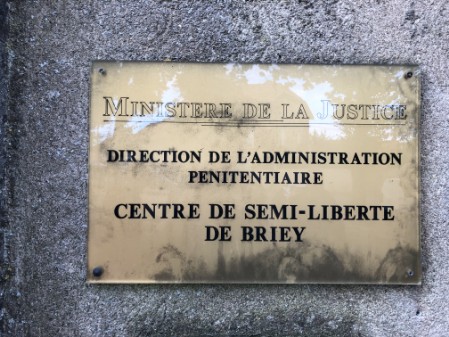 MINISTERE DE LA JUSTICE
DIRECTION DE L'ADMINISTRATION
PENITENTIAIRE
CENTRE DE SEMI-LIBERTE
DE BRIEY